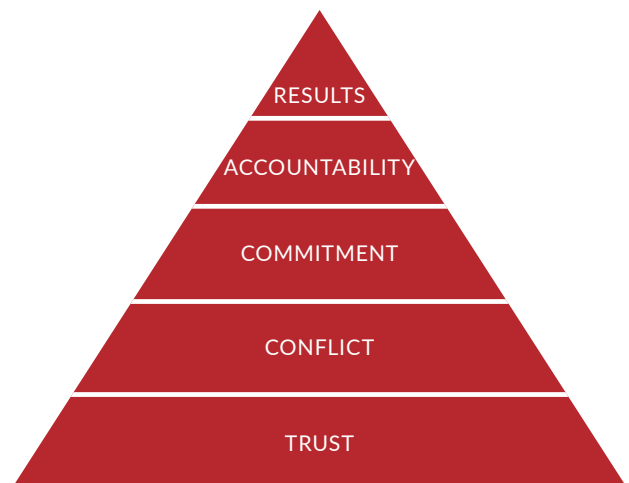 RESULTS
ACCOUNTABILITY
COMMITMENT
CONFLICT
TRUST